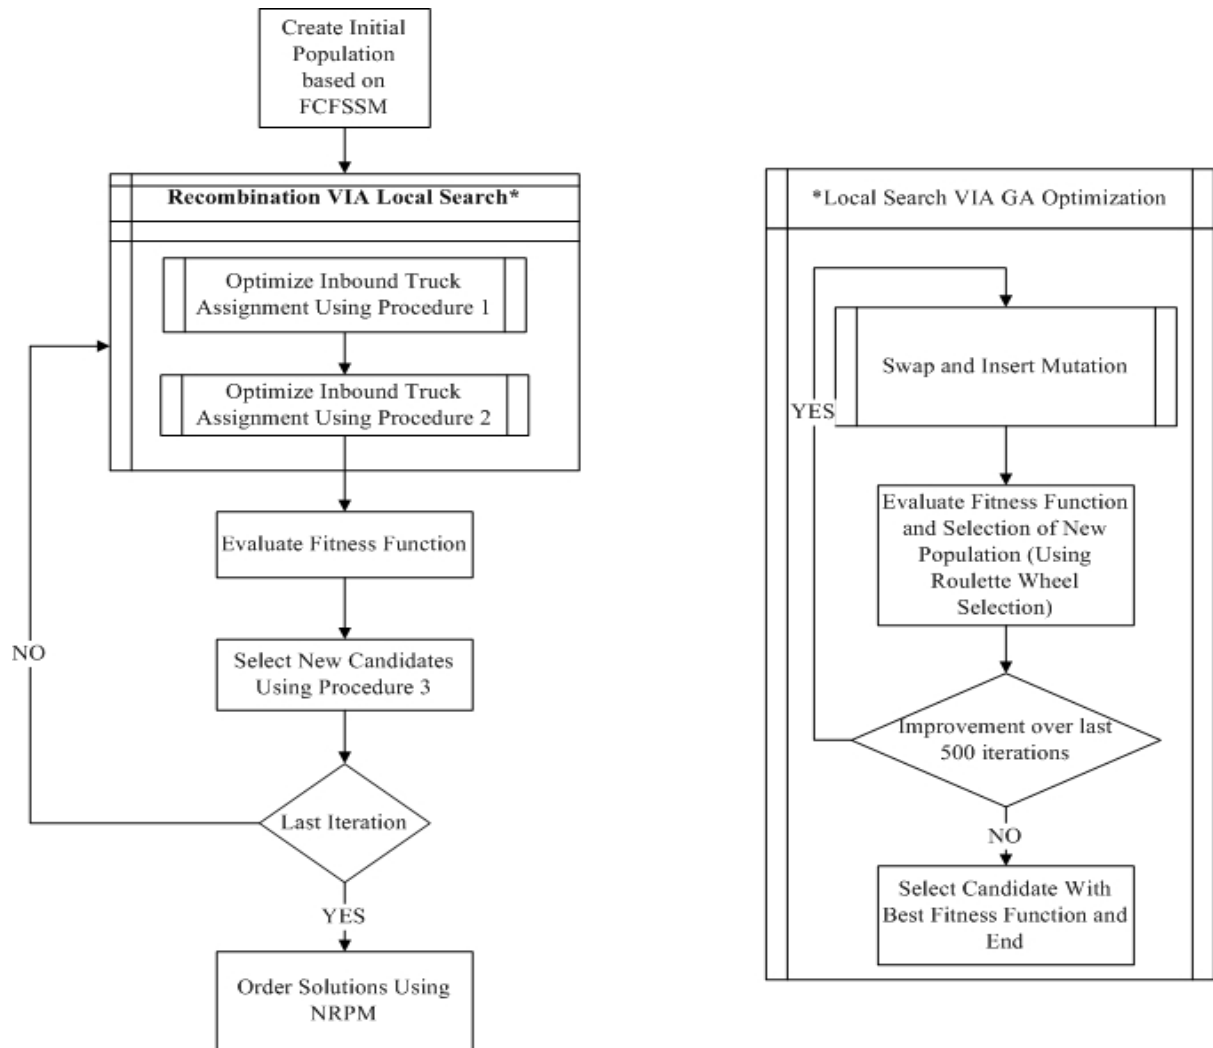 Create Initial
Population
based on
FCFSSM
Recombination VIA Local Search*
Optimize Inbound Truck
Assignment Using Procedure 1
Optimize Inbound Truck
Assignment Using Procedure 2
Evaluate Fitness Function
Select New Candidates
Using Procedure 3
NO
Last Iteration
YES
Order Solutions Using
NRPM
*Local Search VIA GA Optimization
Swap and Insert Mutation
YES
Evaluate Fitness Function
and Selection of New
Population (Using
Roulette Wheel
Selection)
Improvement over last
500 iterations
NO
Select Candidate With
Best Fitness Function and
End